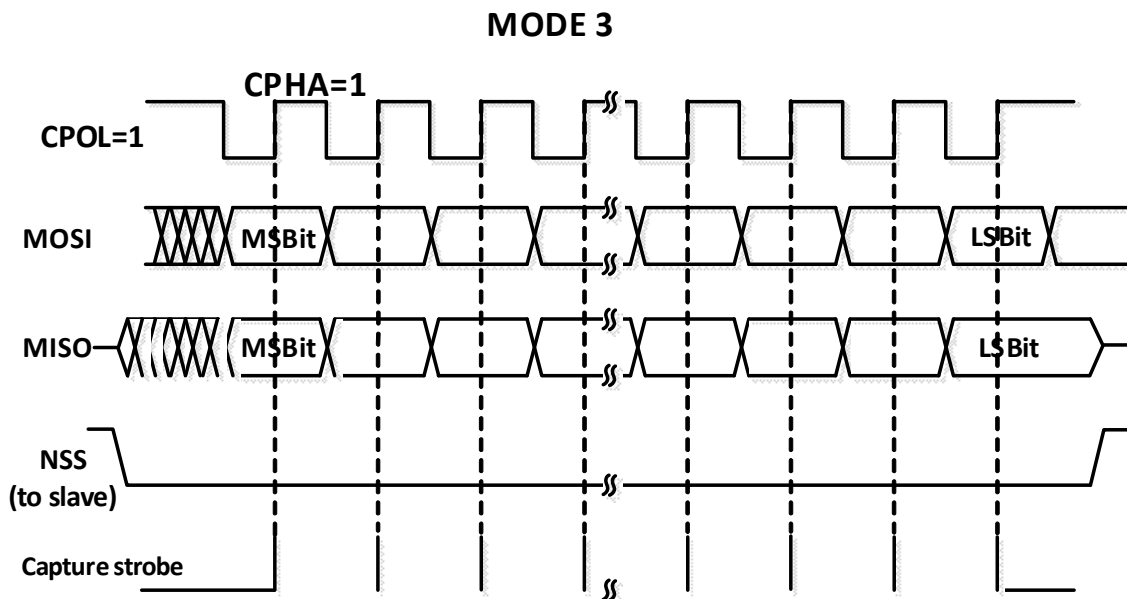 MODE 3
CPHA=1
CPOL=1
MOSI
MSBit
LSBit
MISO
MSBit
LSBit
NSS
(to slave)
Capture strobe